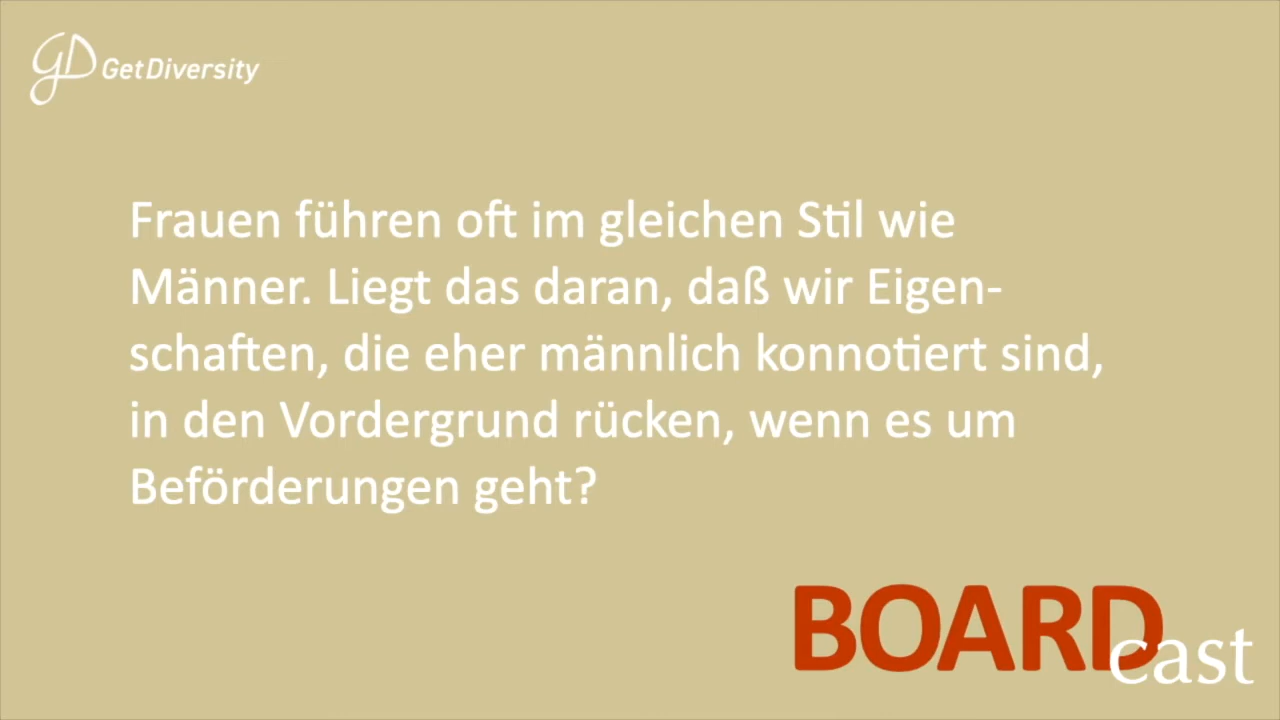 GetDiversity
Frauen führen oft im gleichen Stil wie
Männer. Liegt das daran, daß wir Eigen-
schaften, die eher männlich konnotiert sind,
in den Vordergrund rücken, wenn es um
Beförderungen geht?
BOARDcast